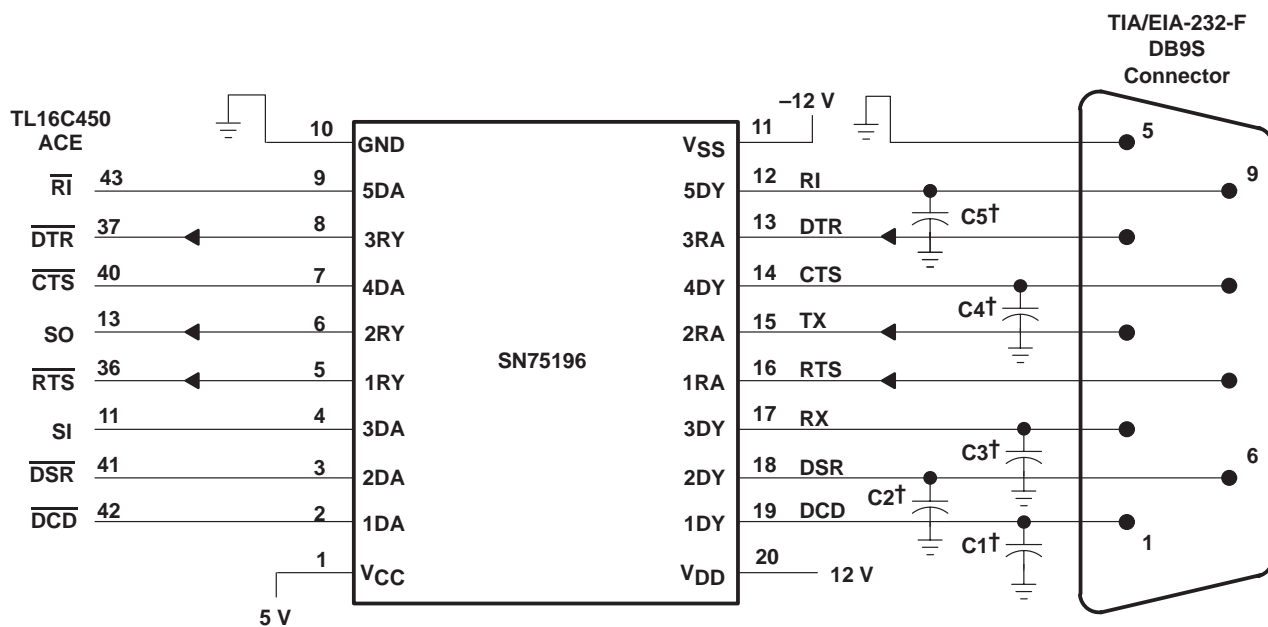 TIA/EIA-232-F
DB9S
Connector
TL16C450
ACE
–12 V
10 GND VSS 11 5
RI 43 9 5DA 5DY 12 RI C5† 9
DTR 37 8 3RY 3RA 13 DTR
CTS 40 7 4DA 4DY 14 CTS C4†
SO 13 6 2RY 2RA 15 TX
SN75196
RTS 36 5 1RY 1RA 16 RTS
SI 11 4 3DA 3DY 17 RX C3†
DSR 41 3 2DA 2DY 18 DSR C2† 6
DCD 42 2 1DA 1DY 19 DCD C1† 1
1 VCC VDD 20 12 V
5 V